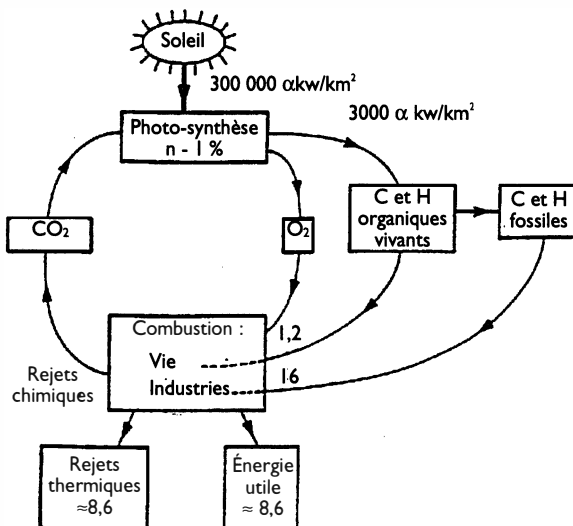 Soleil
300 000 αkw/km²
3000 α kw/km²
Photo-synthèse
n - 1 %
C et H
organiques
vivants
C et H
fossiles
CO₂
O₂
Combustion :
1,2
Vie
Industries
16
Rejets
chimiques
Rejets
thermiques
≈8,6
Énergie
utile
≈ 8,6